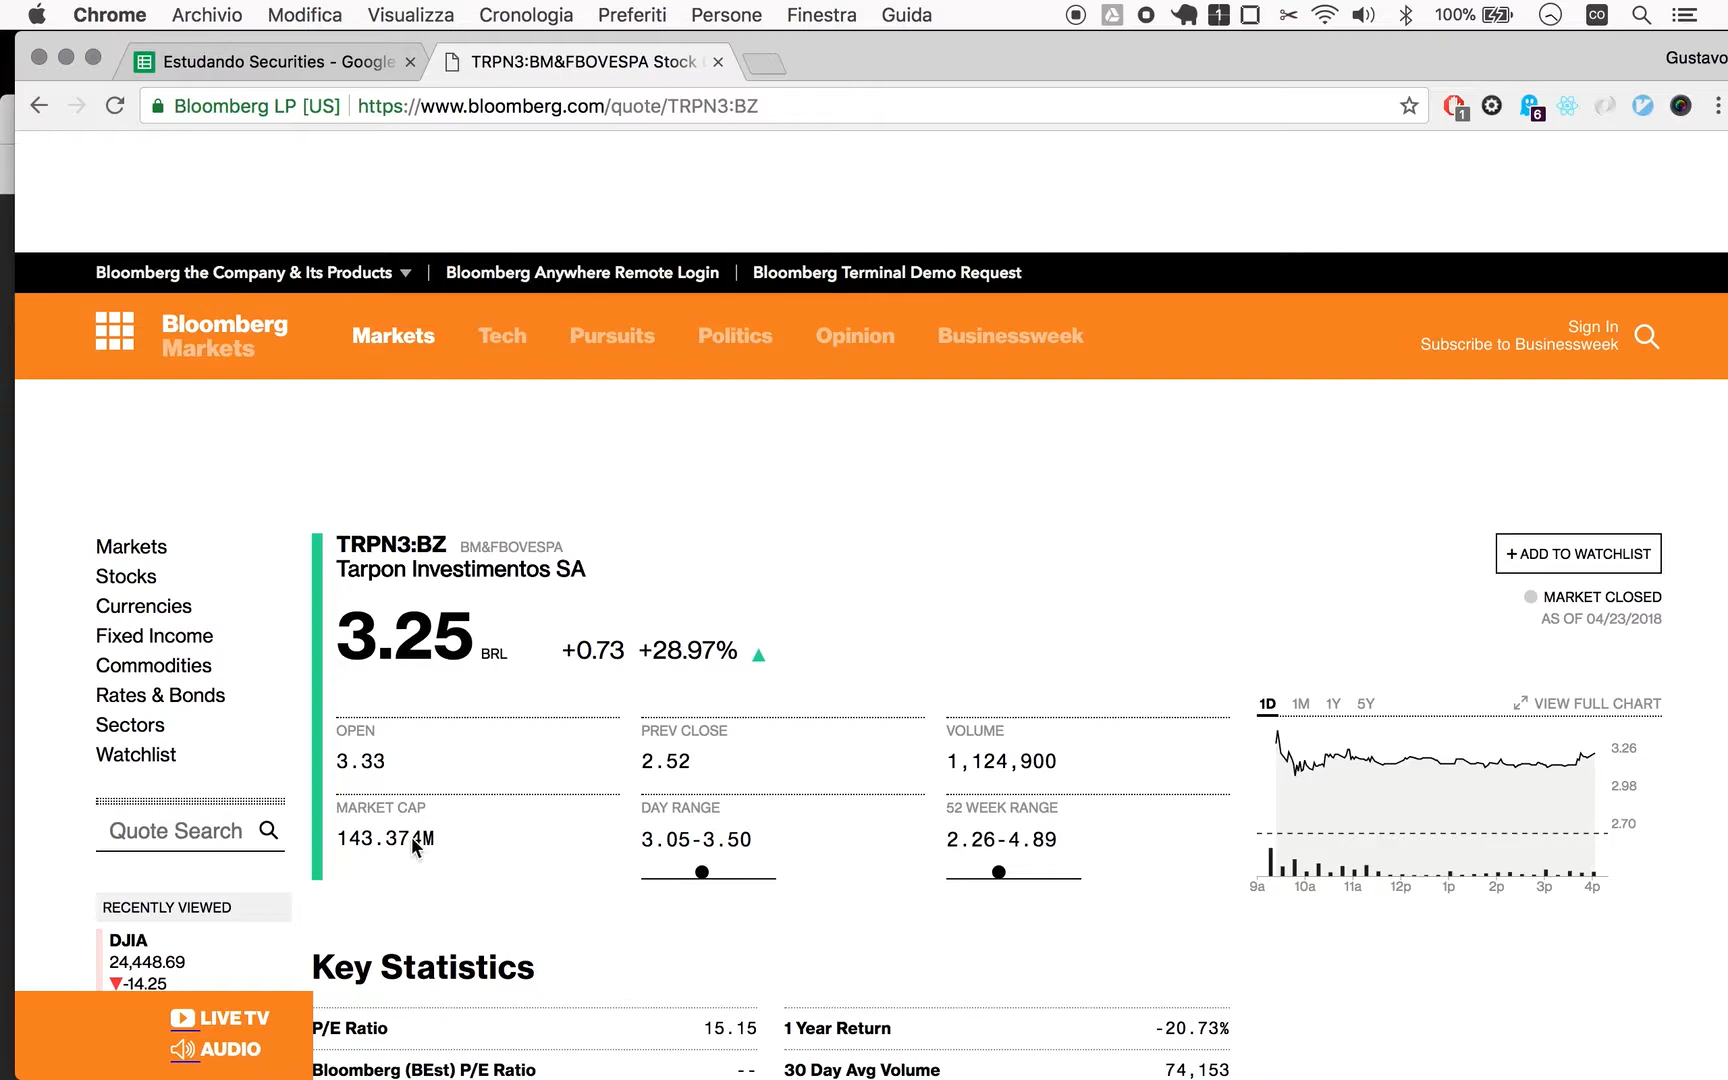 Chrome Archivio Modifica Visualizza Cronologia Preferiti Persone Finestra Guida 1 100% CO
Estudando Securities - Google × TRPN3:BM&FBOVESPA Stock × Gustavo
Bloomberg LP [US] https://www.bloomberg.com/quote/TRPN3:BZ 1 6
Bloomberg the Company & Its Products Bloomberg Anywhere Remote Login Bloomberg Terminal Demo Request
Bloomberg Markets
Markets Tech Pursuits Politics Opinion Businessweek
Sign In
Subscribe to Businessweek
Markets
Stocks
Currencies
Fixed Income
Commodities
Rates & Bonds
Sectors
Watchlist
Quote Search
RECENTLY VIEWED
DJIA
24,448.69
▼-14.25
LIVE TV
AUDIO
TRPN3:BZ BM&FBOVESPA
Tarpon Investimentos SA
3.25 BRL +0.73 +28.97% ▲
+ ADD TO WATCHLIST
MARKET CLOSED
AS OF 04/23/2018
OPEN
3.33
PREV CLOSE
2.52
VOLUME
1,124,900
MARKET CAP
143.374M
DAY RANGE
3.05-3.50
52 WEEK RANGE
2.26-4.89
1D 1M 1Y 5Y VIEW FULL CHART
3.26
2.98
2.70
9a 10a 11a 12p 1p 2p 3p 4p
Key Statistics
P/E Ratio 15.15
1 Year Return -20.73%
Bloomberg (BEst) P/E Ratio --
30 Day Avg Volume 74,153